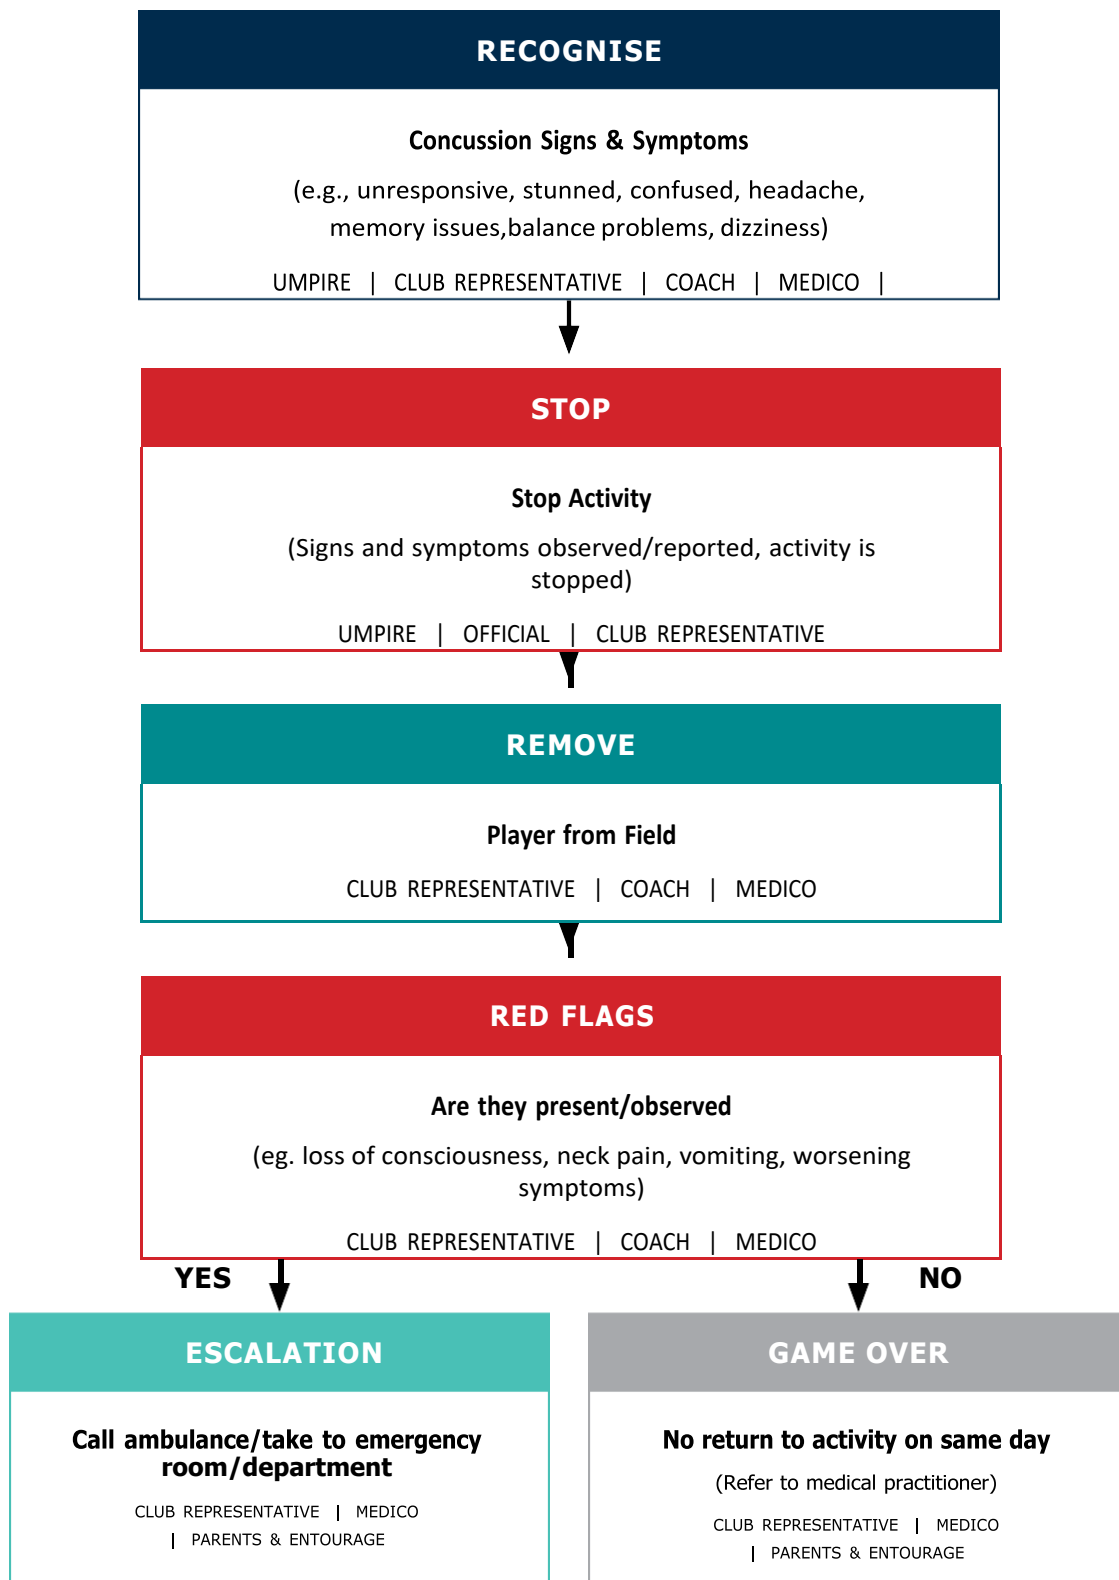 RECOGNISE
Concussion Signs & Symptoms
(e.g., unresponsive, stunned, confused, headache,
memory issues,balance problems, dizziness)
UMPIRE | CLUB REPRESENTATIVE | COACH | MEDICO |
STOP
Stop Activity
(Signs and symptoms observed/reported, activity is
stopped)
UMPIRE | OFFICIAL | CLUB REPRESENTATIVE
REMOVE
Player from Field
CLUB REPRESENTATIVE | COACH | MEDICO
RED FLAGS
Are they present/observed
(eg. loss of consciousness, neck pain, vomiting, worsening
symptoms)
CLUB REPRESENTATIVE | COACH | MEDICO
YES
NO
ESCALATION
Call ambulance/take to emergency
room/department
CLUB REPRESENTATIVE | MEDICO
| PARENTS & ENTOURAGE
GAME OVER
No return to activity on same day
(Refer to medical practitioner)
CLUB REPRESENTATIVE | MEDICO
| PARENTS & ENTOURAGE